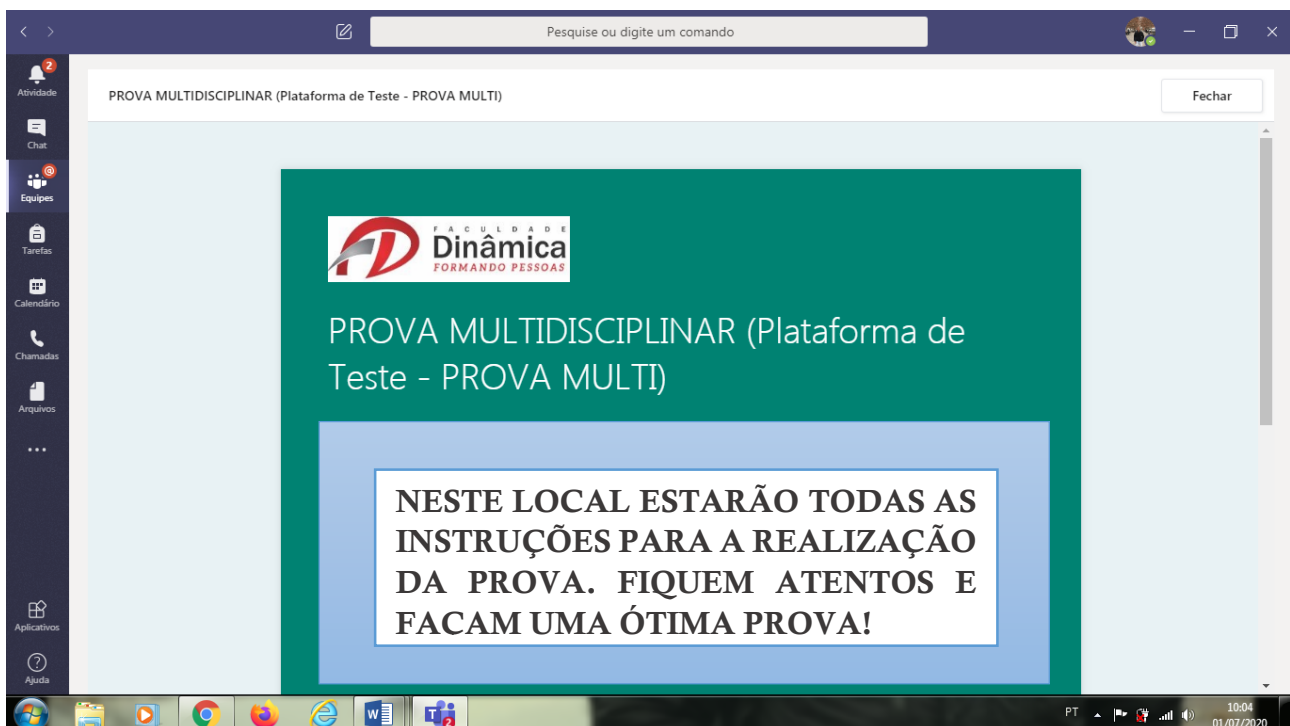 Pesquise ou digite um comando
2
Atividade
PROVA MULTIDISCIPLINAR (Plataforma de Teste - PROVA MULTI)
Fechar
Chat
@
Equipes
Tarefas
Calendário
Chamadas
Arquivos
Aplicativos
Ajuda
FACULDADE
Dinâmica
FORMANDO PESSOAS
PROVA MULTIDISCIPLINAR (Plataforma de
Teste - PROVA MULTI)
NESTE LOCAL ESTARÃO TODAS AS
INSTRUÇÕES PARA A REALIZAÇÃO
DA PROVA. FIQUEM ATENTOS E
FACAM UMA ÓTIMA PROVA!
PT
10:04
01/07/2020